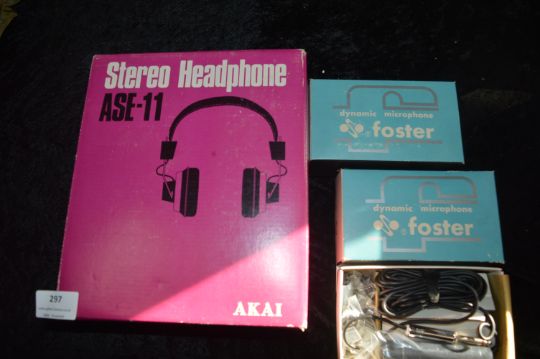 Stereo Headphone
ASE-11
AKAI
297
dynamic microphone
foster
dynamic microphone
foster